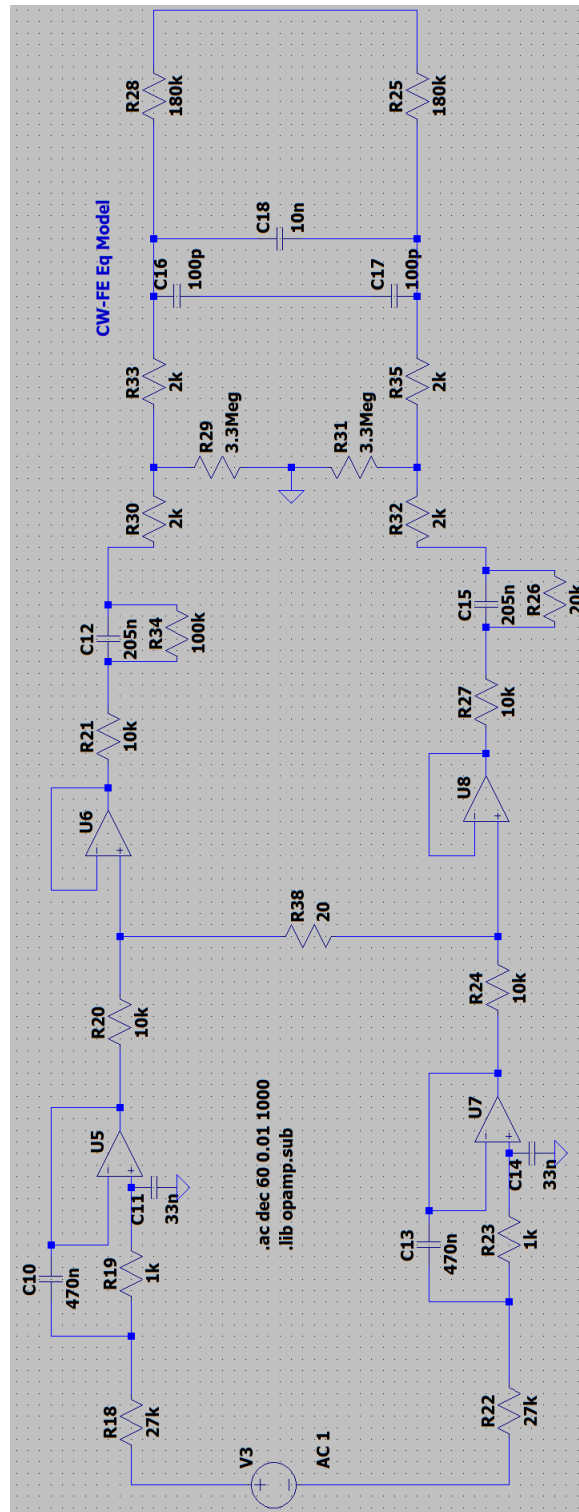 R28
180k
R25
180k
C18
10n
CW-FE Eq Model
C16
100p
C17
100p
R33
2k
R35
2k
R29
3.3Meg
R31
3.3Meg
R30
2k
R32
2k
C12
205n
R34
100k
C15
205n
R26
20k
R21
10k
R27
10k
U6
U8
R38
20
R20
10k
R24
10k
U5
U7
C11
33n
C14
33n
.ac dec 60 0.01 1000
.lib opamp.sub
C10
470n
R19
1k
C13
470n
R23
1k
R18
27k
R22
27k
V3
AC 1